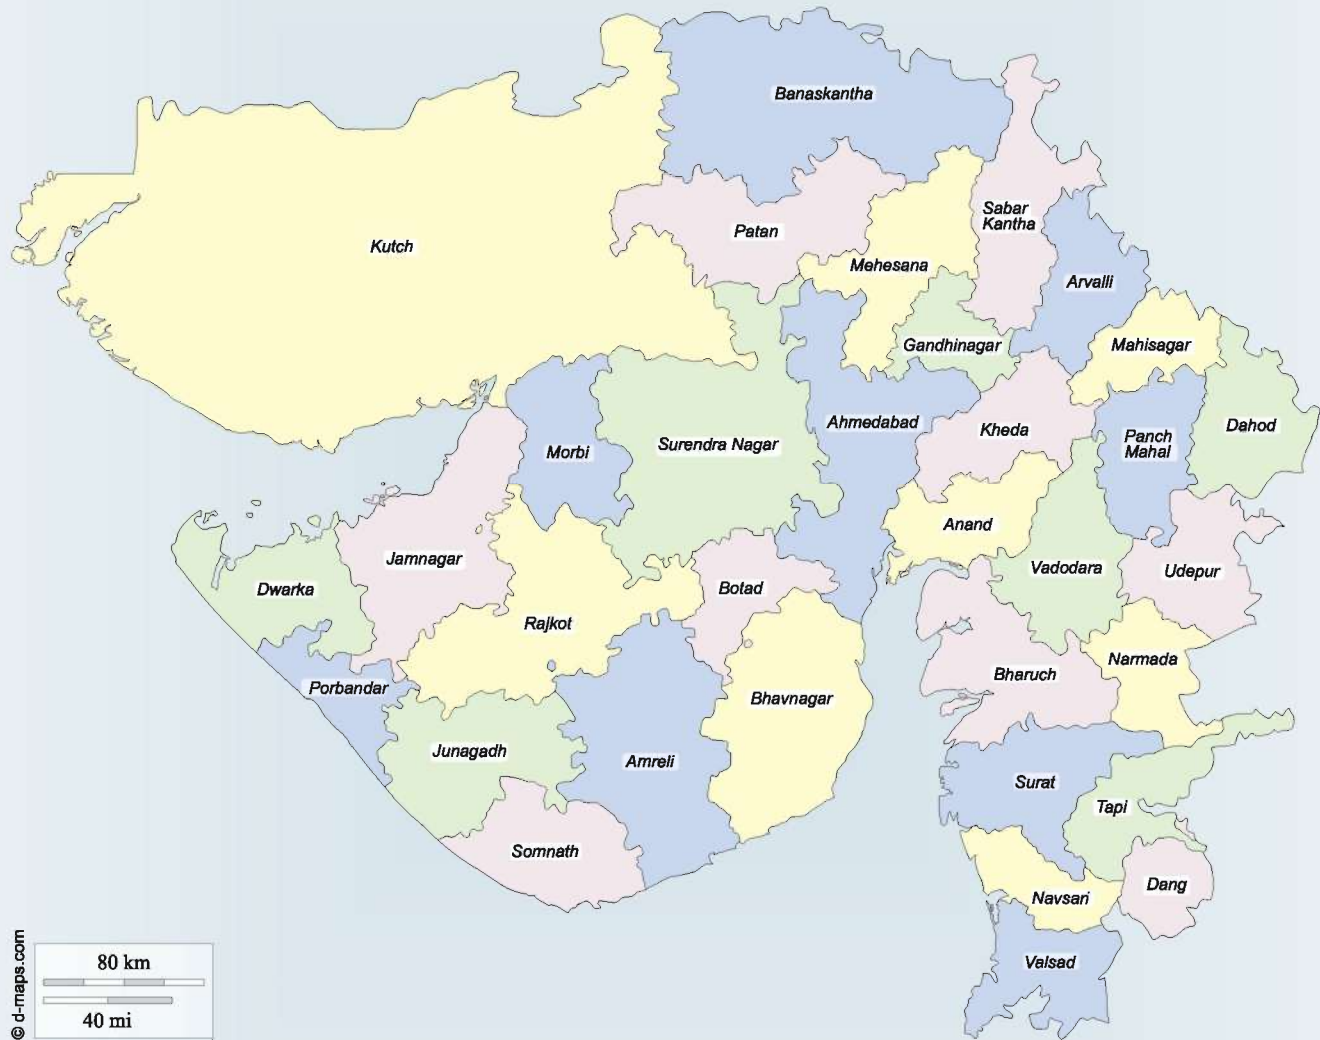 Banaskantha
Kutch
Patan
Sabar
Kantha
Mehesana
Arvalli
Gandhinagar
Mahisagar
Morbi
Surendra Nagar
Ahmedabad
Kheda
Panch
Mahal
Dahod
Anand
Jamnagar
Dwarka
Botad
Vadodara
Udepur
Rajkot
Porbandar
Bhavnagar
Bharuch
Narmada
Junagadh
Amreli
Surat
Tapi
Somnath
Navsari
Dang
Valsad
80 km
40 mi
© d-maps.com